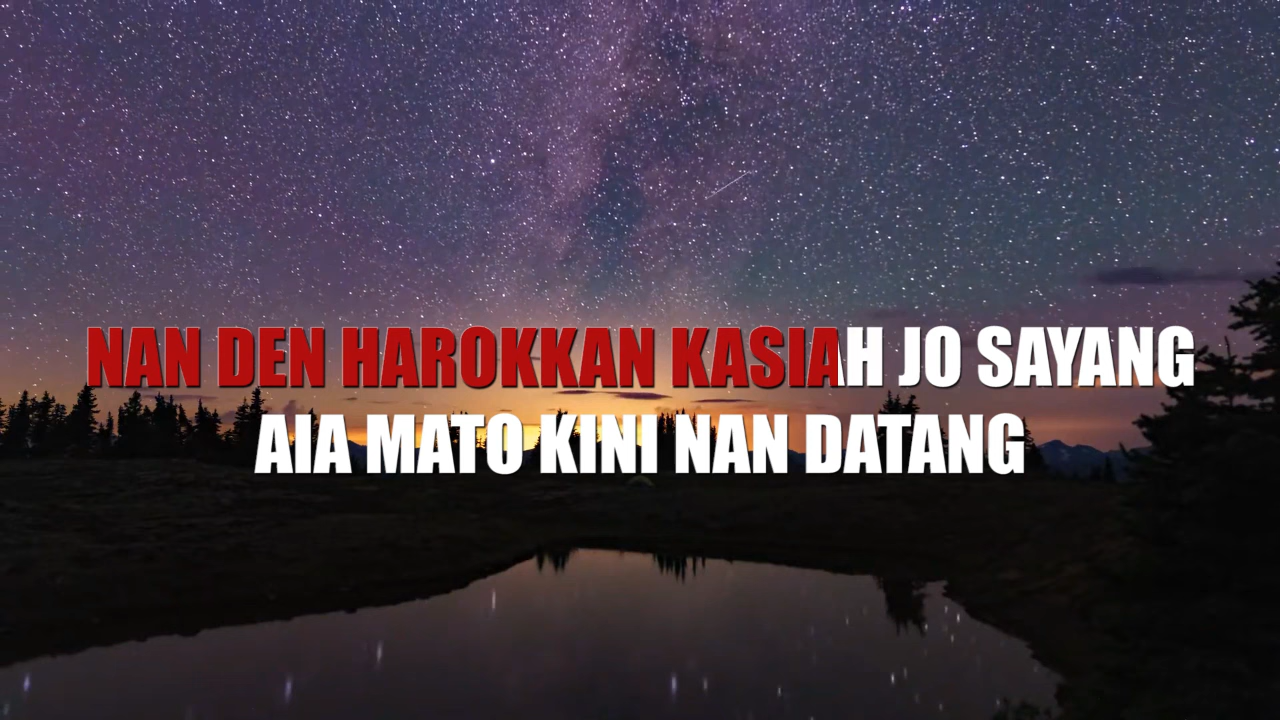 NAN DEN HAROKKAN KASIAH JO SAYANG
AIA MATO KINI NAN DATANG